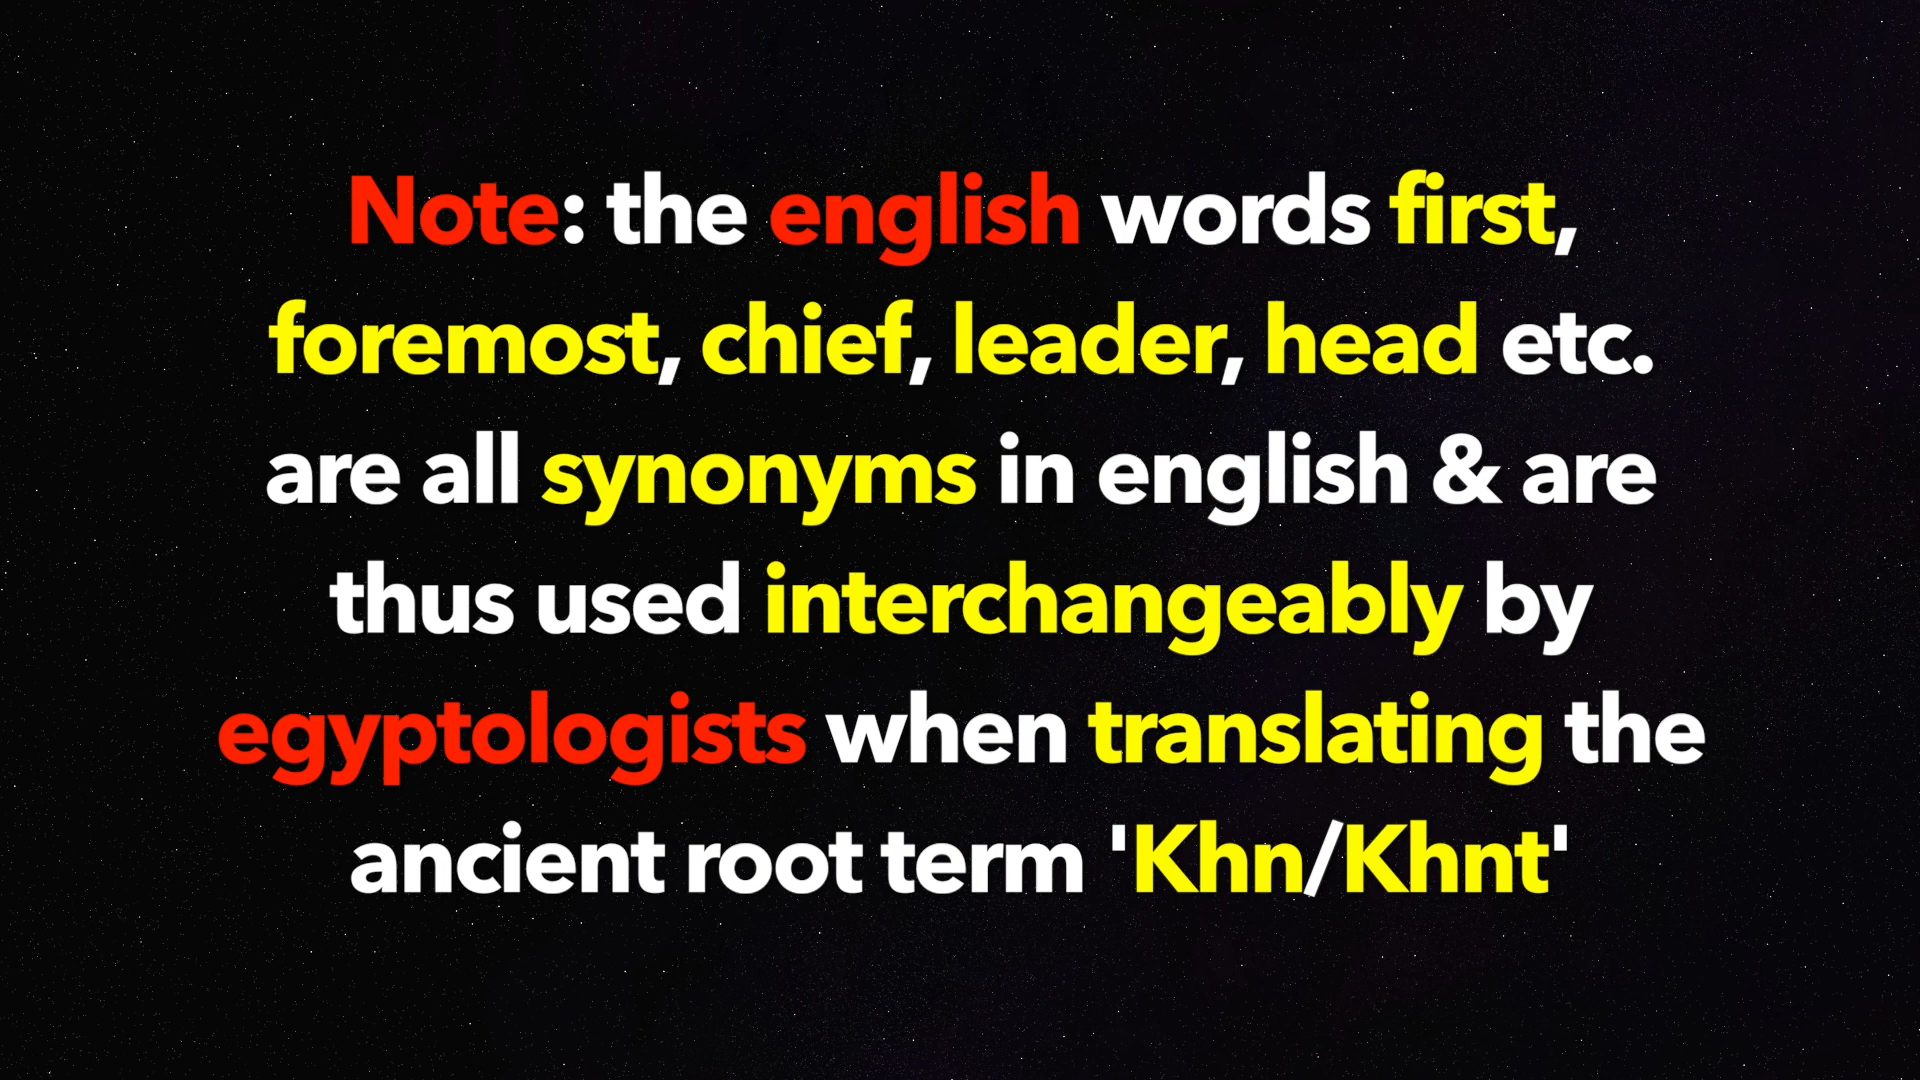 Note: the english words first,
foremost, chief, leader, head etc.
are all synonyms in english & are
thus used interchangeably by
egyptologists when translating the
ancient root term 'Khn/Khnt'